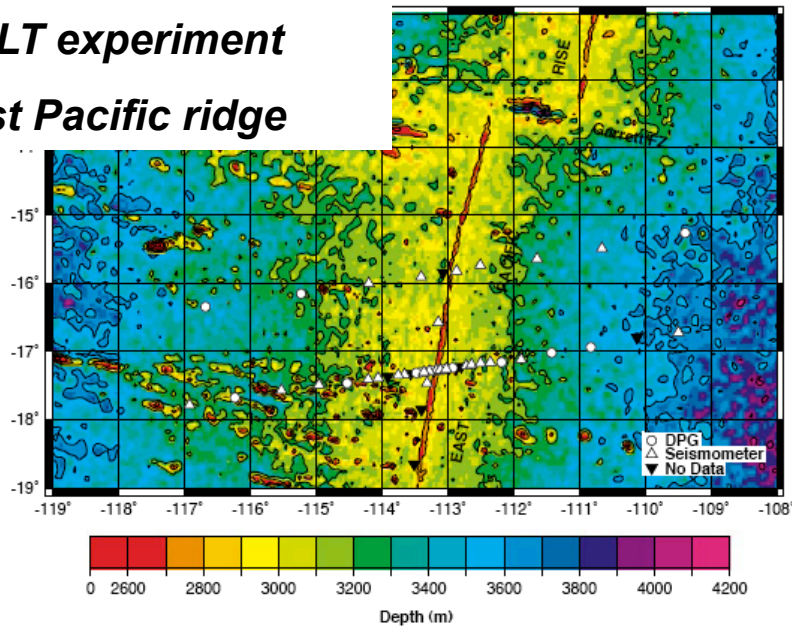 LT experiment
st Pacific ridge
RISE
Garrett FZ
-15°
-16°
-17°
-18°
-19°
EAST
DPG
Seismometer
No Data
-119° -118° -117° -116° -115° -114° -113° -112° -111° -110° -109° -108°
0 2600 2800 3000 3200 3400 3600 3800 4000 4200
Depth (m)